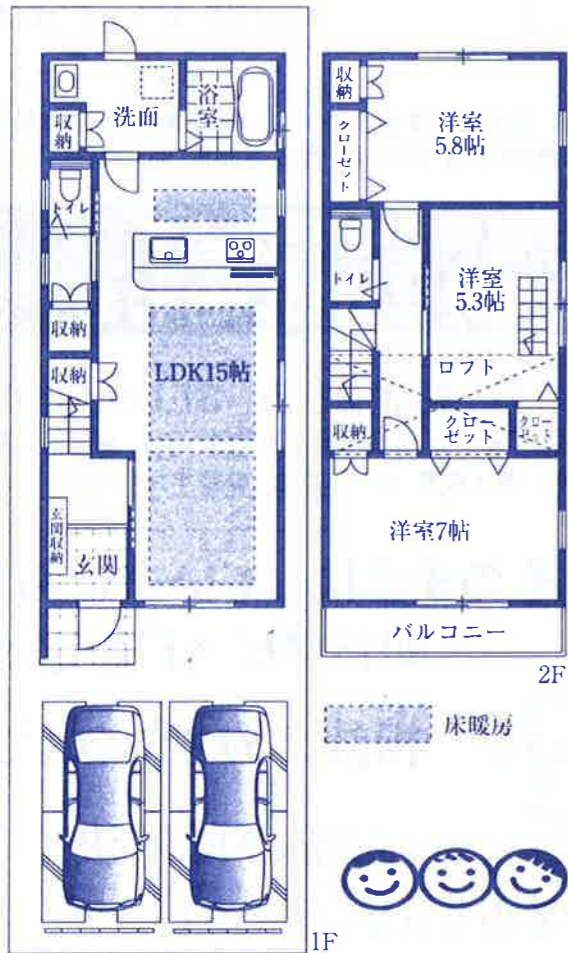 洗面
浴室
収納
トイレ
収納
収納
LDK15帖
玄関収納
玄関
1F
収納
クローゼット
洋室
5.8帖
トイレ
洋室
5.3帖
ロフト
収納
クローゼット
クローゼット
洋室7帖
バルコニー
2F
床暖房